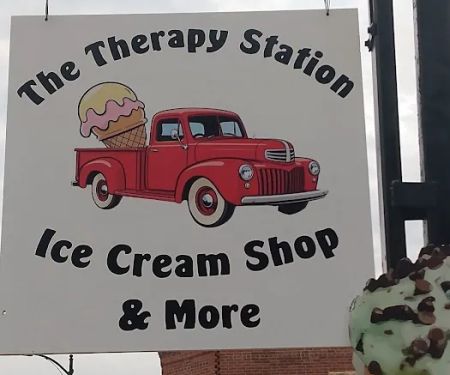 The Therapy Station
Ice Cream Shop
& More